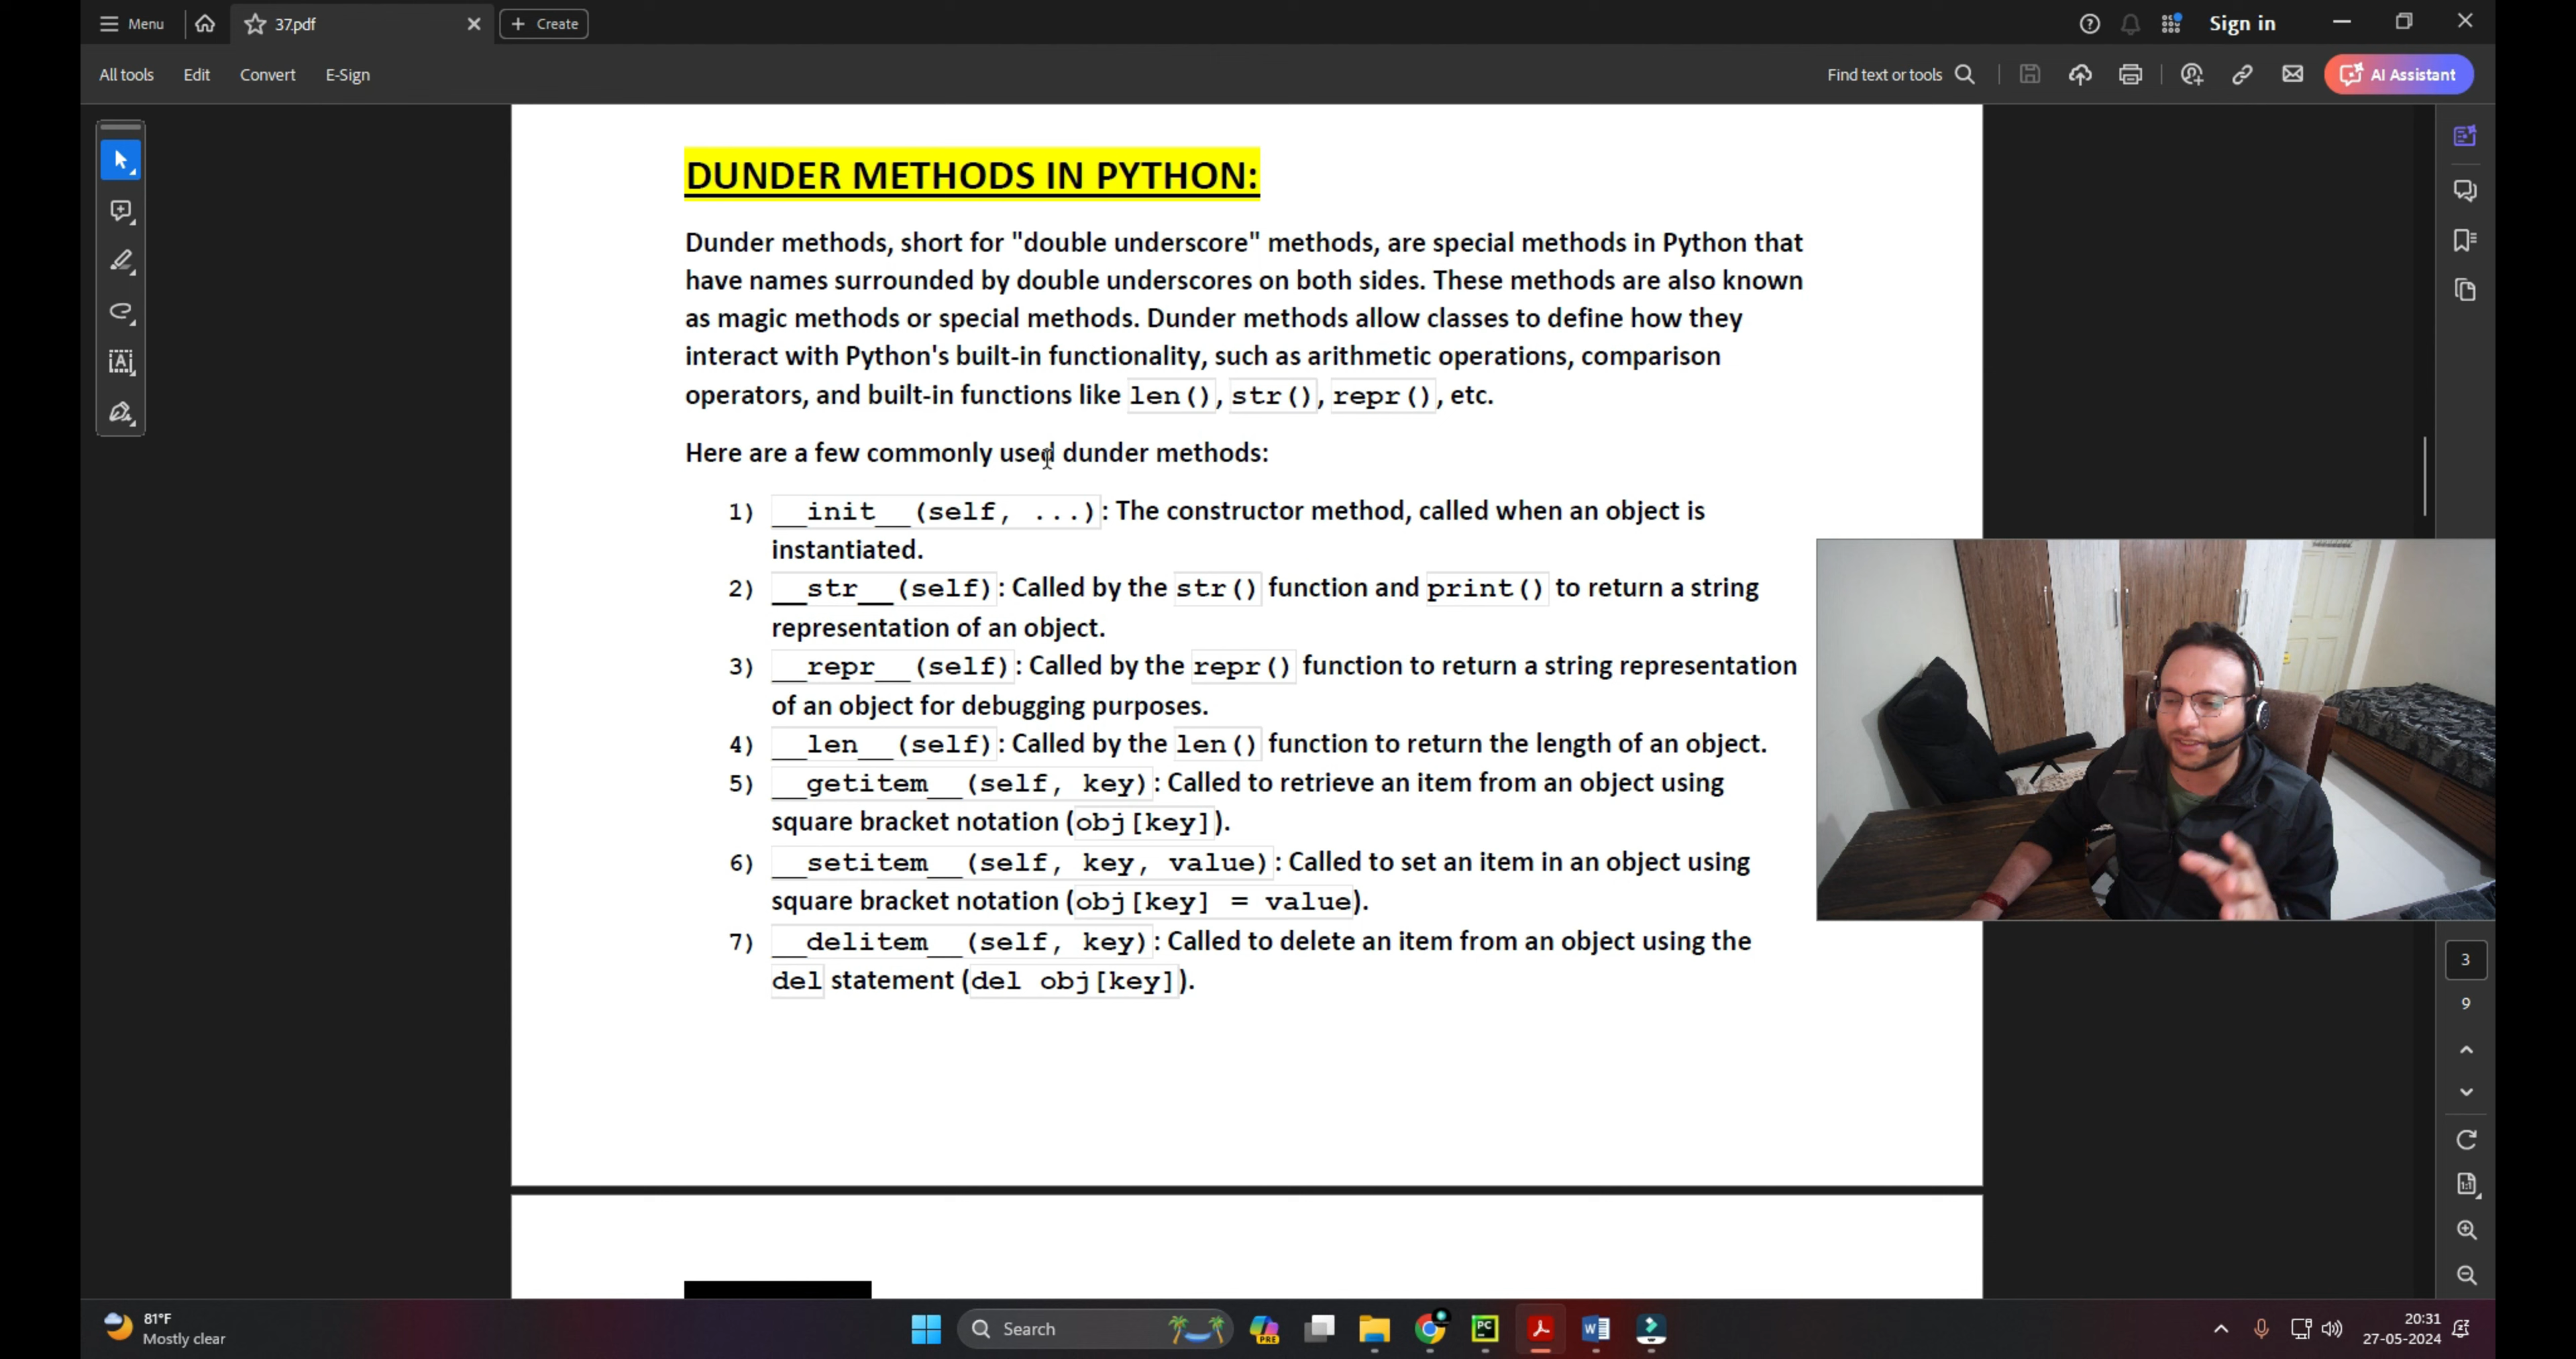 Menu
37.pdf
Create
Sign in
All tools
Edit
Convert
E-Sign
Find text or tools
AI Assistant
DUNDER METHODS IN PYTHON:
Dunder methods, short for "double underscore" methods, are special methods in Python that
have names surrounded by double underscores on both sides. These methods are also known
as magic methods or special methods. Dunder methods allow classes to define how they
interact with Python's built-in functionality, such as arithmetic operations, comparison
operators, and built-in functions like len(), str(), repr(), etc.
Here are a few commonly used dunder methods:
1) __init__(self, ...): The constructor method, called when an object is
instantiated.
2) __str__(self): Called by the str() function and print() to return a string
representation of an object.
3) __repr__(self): Called by the repr() function to return a string representation
of an object for debugging purposes.
4) __len__(self): Called by the len() function to return the length of an object.
5) __getitem__(self, key): Called to retrieve an item from an object using
square bracket notation (obj[key]).
6) __setitem__(self, key, value): Called to set an item in an object using
square bracket notation (obj[key] = value).
7) __delitem__(self, key): Called to delete an item from an object using the
del statement (del obj[key]).
3
9
1:1
81°F
Mostly clear
Search
PRE
PC
W
20:31
27-05-2024